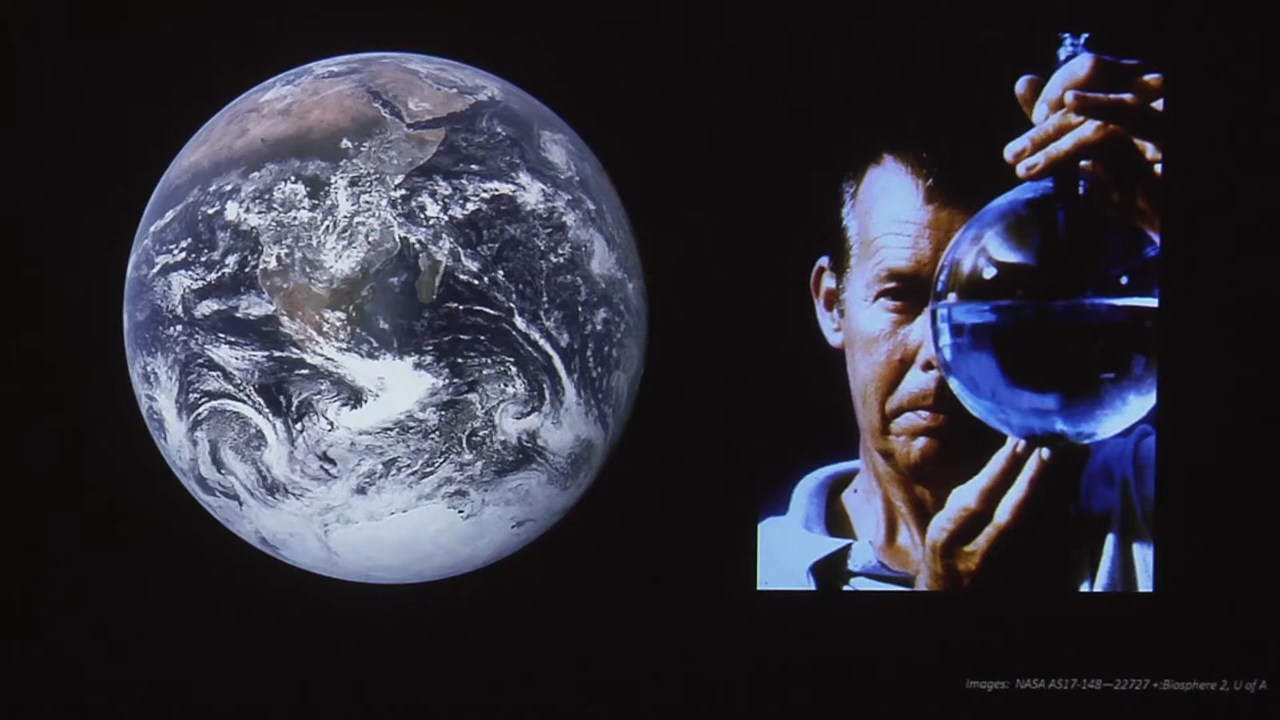 Images: NASA AS17-148—22727 +:Biosphere 2, U of A